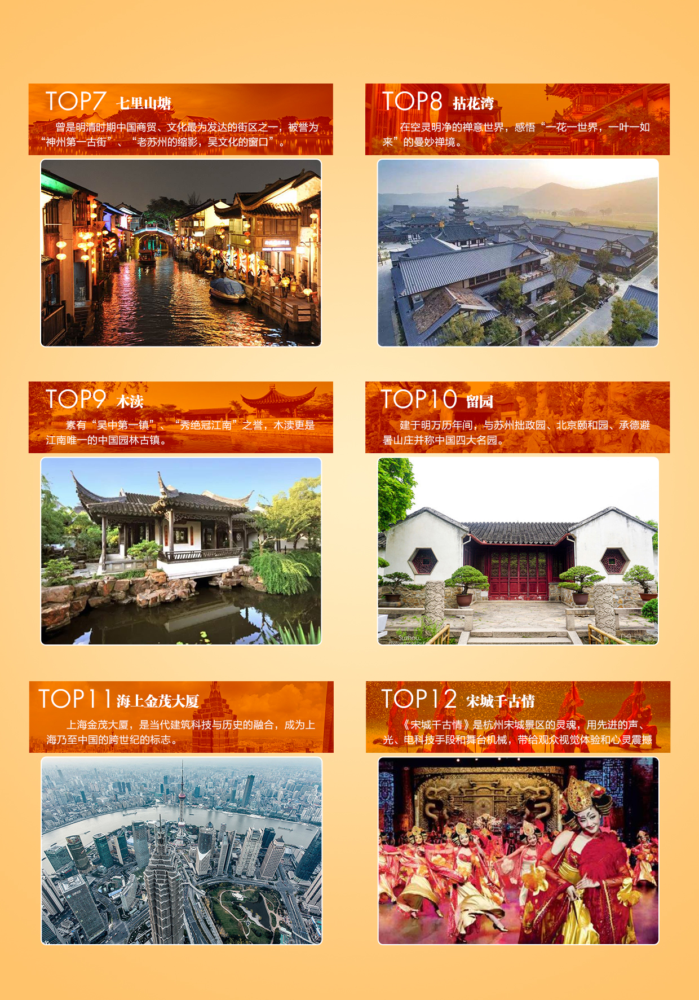 TOP7 七里山塘
曾是明清时期中国商贸、文化最为发达的街区之一，被誉为
“神州第一古街”、“老苏州的缩影，吴文化的窗口”。
TOP8 拈花湾
在空灵明净的禅意世界，感悟“一花一世界，一叶一如
来”的曼妙禅境。
TOP9 木渎
素有“吴中第一镇”、“秀绝冠江南”之誉，木渎更是
江南唯一的中国园林古镇。
TOP10 留园
建于明万历年间，与苏州拙政园、北京颐和园、承德避
暑山庄并称中国四大名园。
Suzhou.
Photographed by
TOP11 海上金茂大厦
上海金茂大厦，是当代建筑科技与历史的融合，成为上
海乃至中国的跨世纪的标志。
TOP12 宋城千古情
《宋城千古情》是杭州宋城景区的灵魂，用先进的声、
光、电科技手段和舞台机械，带给观众视觉体验和心灵震撼